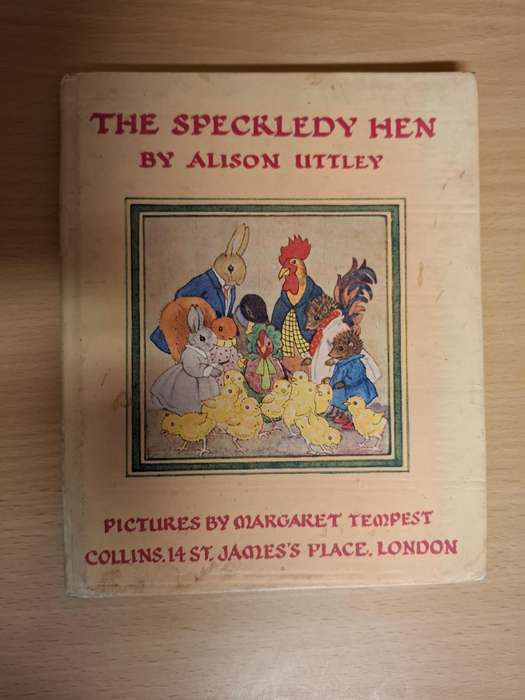 THE SPECKLEDY HEN
BY ALISON UTTLEY
PICTURES BY MARGARET TEMPEST
COLLINS. 14 ST. JAMES'S PLACE. LONDON